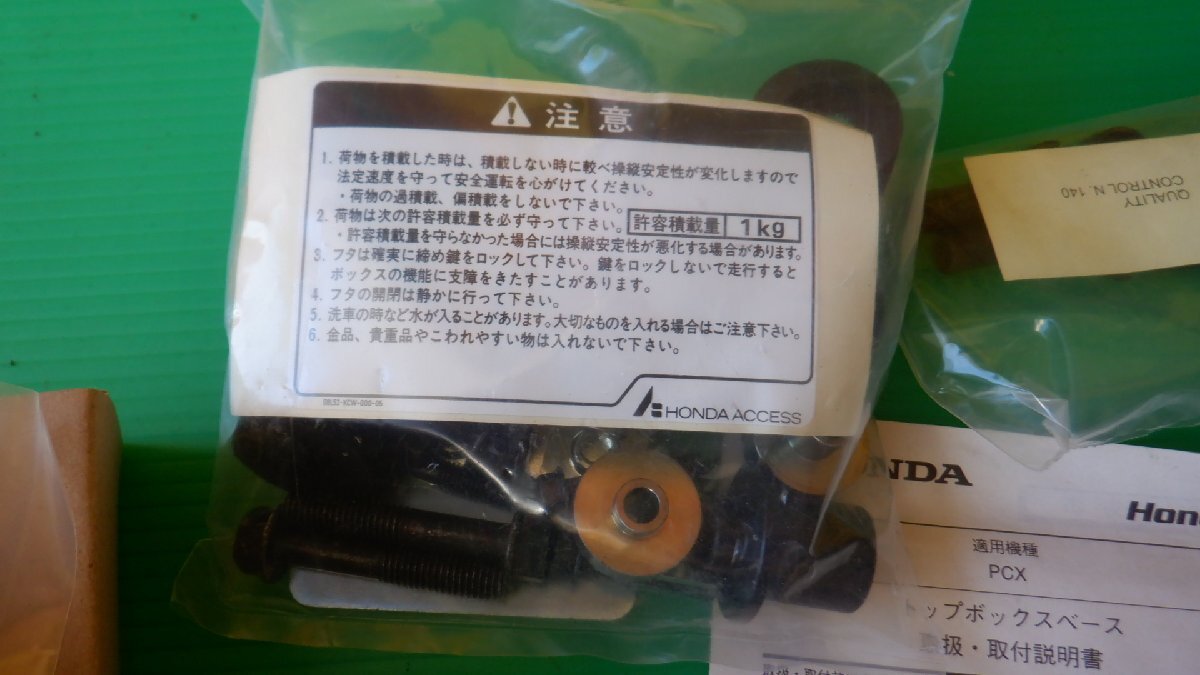 注意
1. 荷物を積載した時は、積載しない時に較べ操縦安定性が変化しますので
法定速度を守って安全運転を心がけてください。
・荷物の過積載、偏積載をしないで下さい。
2. 荷物は次の許容積載量を必ず守って下さい。 許容積載量 1kg
・許容積載量を守らなかった場合には操縦安定性が悪化する場合があります。
3. フタは確実に締め鍵をロックして下さい。鍵をロックしないで走行すると
ボックスの機能に支障をきたすことがあります。
4. フタの開閉は静かに行って下さい。
5. 洗車の時など水が入ることがあります。大切なものを入れる場合はご注意下さい。
6. 金品、貴重品やこわれやすい物は入れないで下さい。
HONDA ACCESS
QUALITY
CONTROL N. 140
NDA
Hon
適用機種
PCX
トップボックスベース
取扱・取付説明書